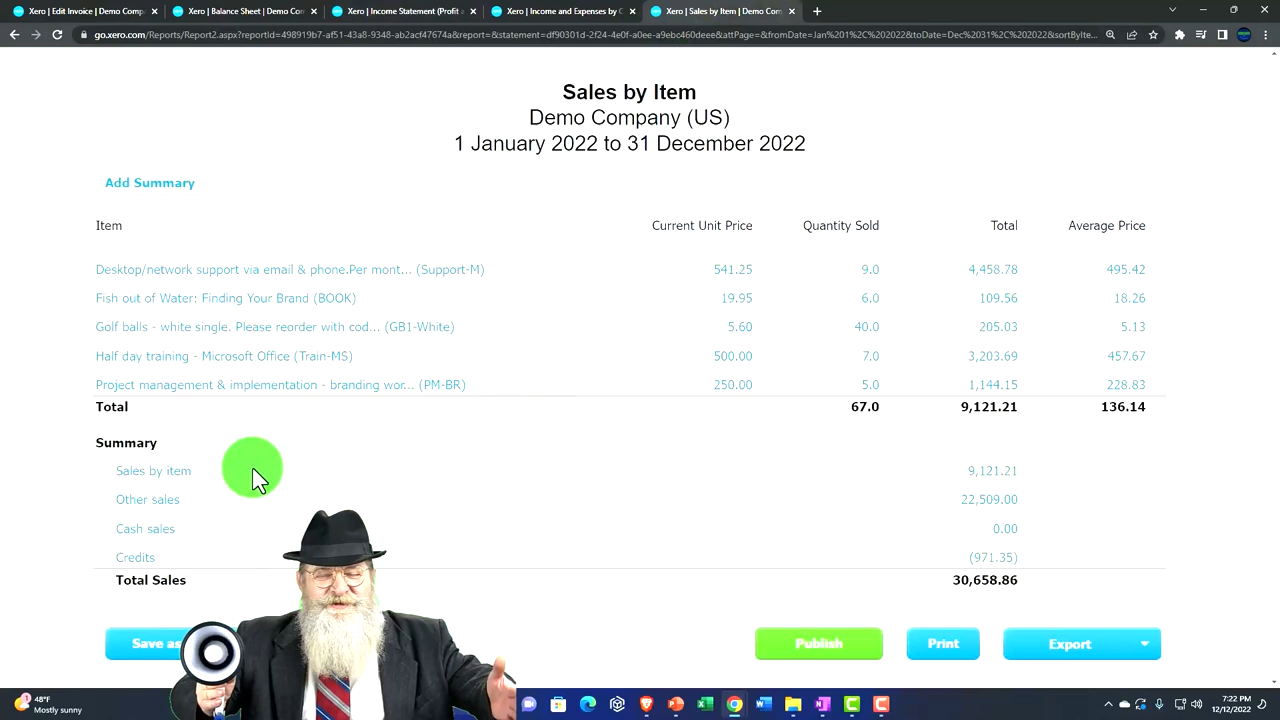 Xero | Edit Invoice | Demo Comp
Xero | Balance Sheet | Demo Con
Xero | Income Statement (Profit a
Xero | Income and Expenses by C
Xero | Sales by Item | Demo Com
go.xero.com/Reports/Report2.aspx?reportId=498919b7-af51-43a8-9348-ab2acf47674a&report=&statement=df90301d-2f24-4e0f-a0ee-a9ebc460deee&attPage=&fromDate=Jan%201%2C%202022&toDate=Dec%2031%2C%202022&sortByIte...
Sales by Item
Demo Company (US)
1 January 2022 to 31 December 2022
Add Summary
Item Current Unit Price Quantity Sold Total Average Price
Desktop/network support via email & phone.Per mont... (Support-M) 541.25 9.0 4,458.78 495.42
Fish out of Water: Finding Your Brand (BOOK) 19.95 6.0 109.56 18.26
Golf balls - white single. Please reorder with cod... (GB1-White) 5.60 40.0 205.03 5.13
Half day training - Microsoft Office (Train-MS) 500.00 7.0 3,203.69 457.67
Project management & implementation - branding wor... (PM-BR) 250.00 5.0 1,144.15 228.83
Total 67.0 9,121.21 136.14
Summary
Sales by item 9,121.21
Other sales 22,509.00
Cash sales 0.00
Credits (971.35)
Total Sales 30,658.86
Save as
Publish
Print
Export
48°F
Mostly sunny
7:22 PM
12/12/2022